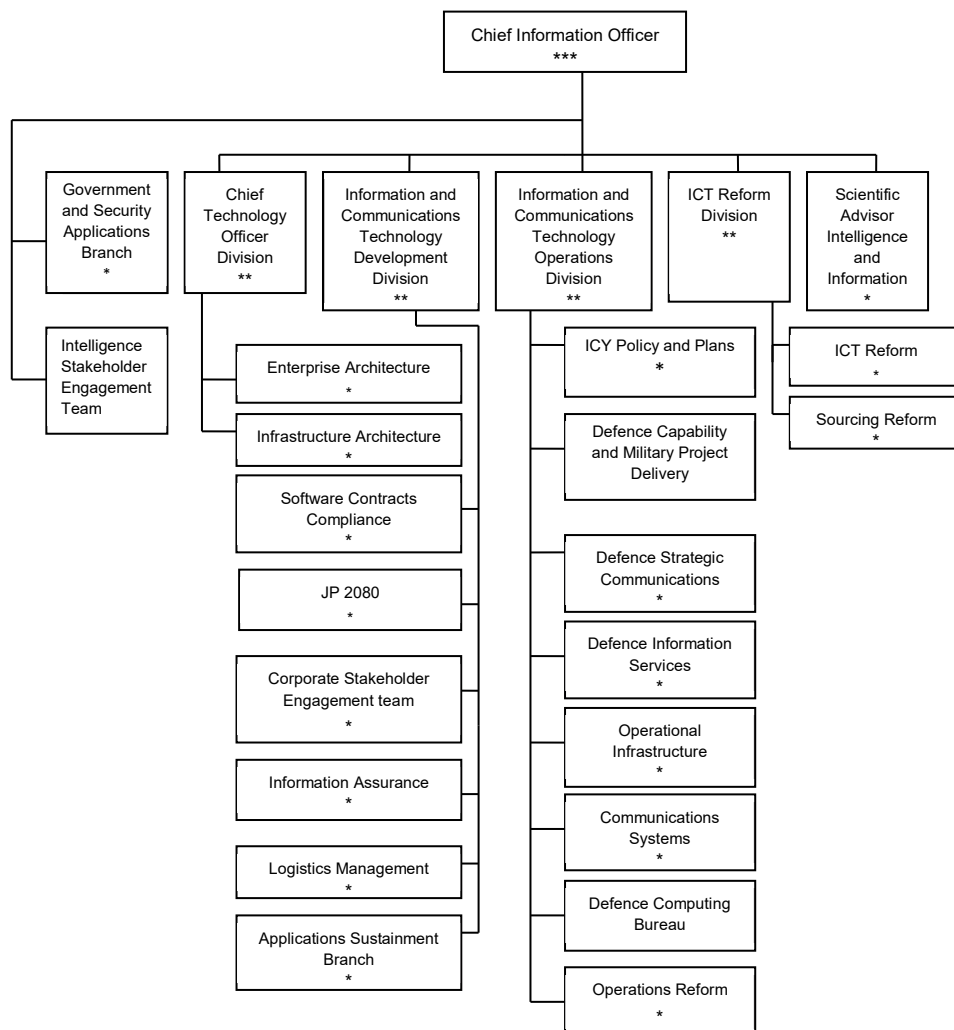 Chief Information Officer
***
Government
and Security
Applications
Branch
*
Chief
Technology
Officer
Division
**
Information and
Communications
Technology
Development
Division
**
Information and
Communications
Technology
Operations
Division
**
ICT Reform
Division
**
Scientific
Advisor
Intelligence
and
Information
*
Intelligence
Stakeholder
Engagement
Team
Enterprise Architecture
*
Infrastructure Architecture
*
Software Contracts
Compliance
*
JP 2080
*
Corporate Stakeholder
Engagement team
*
Information Assurance
*
Logistics Management
*
Applications Sustainment
Branch
*
ICY Policy and Plans
*
Defence Capability
and Military Project
Delivery
Defence Strategic
Communications
*
Defence Information
Services
*
Operational
Infrastructure
*
Communications
Systems
*
Defence Computing
Bureau
Operations Reform
*
ICT Reform
*
Sourcing Reform
*